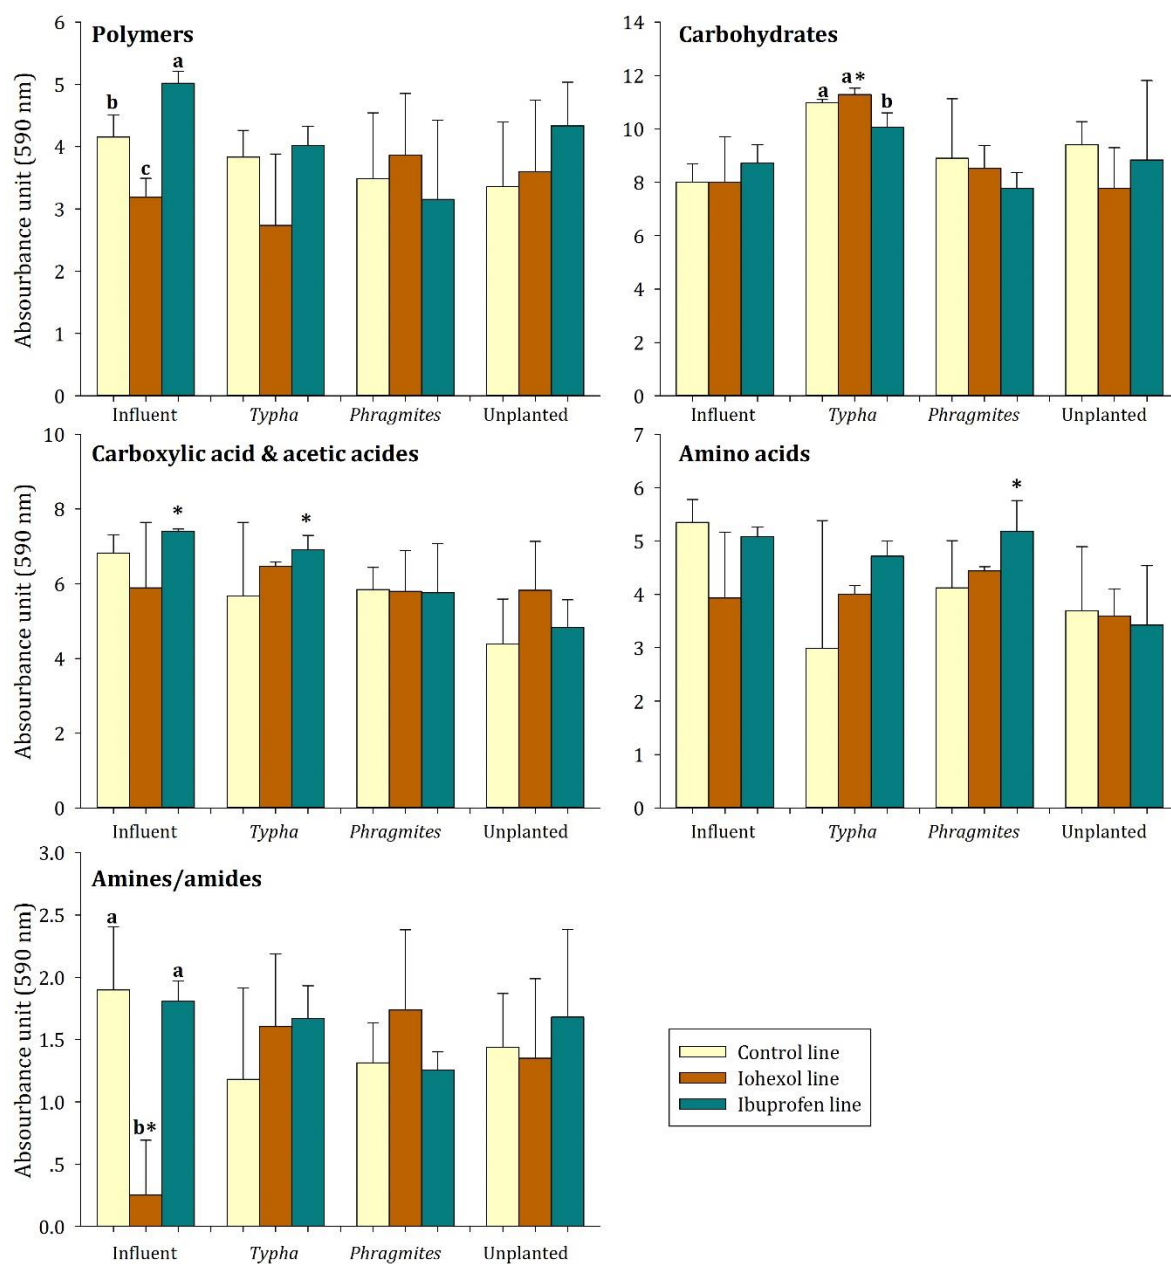 Polymers
Absourbance unit (590 nm)
6
5
4
3
2
1
0
b
c
a
Influent Typha Phragmites Unplanted
Carbohydrates
14
12
10
8
6
4
2
0
a
a*
b
Influent Typha Phragmites Unplanted
Carboxylic acid & acetic acides
Absourbance unit (590 nm)
10
8
6
4
2
0
*
*
Influent Typha Phragmites Unplanted
Amino acids
7
6
5
4
3
2
1
0
*
Influent Typha Phragmites Unplanted
Amines/amides
Absourbance unit (590 nm)
3.0
2.5
2.0
1.5
1.0
.5
0.0
a
b*
a
Influent Typha Phragmites Unplanted
Control line
Iohexol line
Ibuprofen line